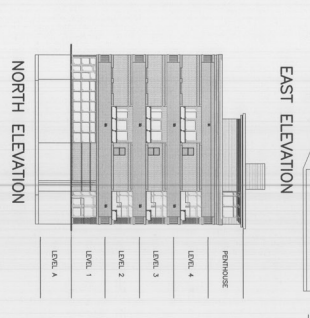 EAST ELEVATION
PENTHOUSE
LEVEL 4
LEVEL 3
LEVEL 2
LEVEL 1
LEVEL A
NORTH ELEVATION